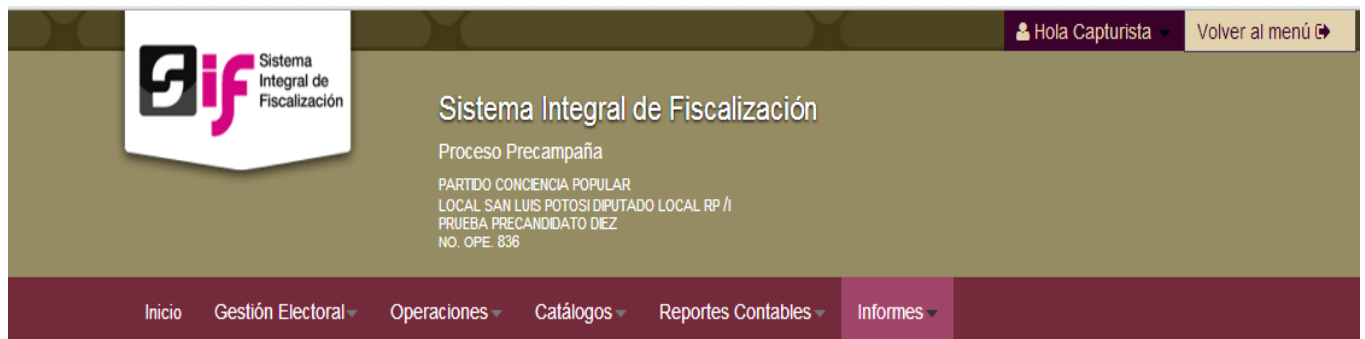 Hola Capturista
Volver al menú
Sif
Sistema
Integral de
Fiscalización
Sistema Integral de Fiscalización
Proceso Precampaña
PARTIDO CONCIENCIA POPULAR
LOCAL SAN LUIS POTOSI DIPUTADO LOCAL RP /I
PRUEBA PRECANDIDATO DIEZ
NO. OPE. 836
Inicio Gestión Electoral Operaciones Catálogos Reportes Contables Informes